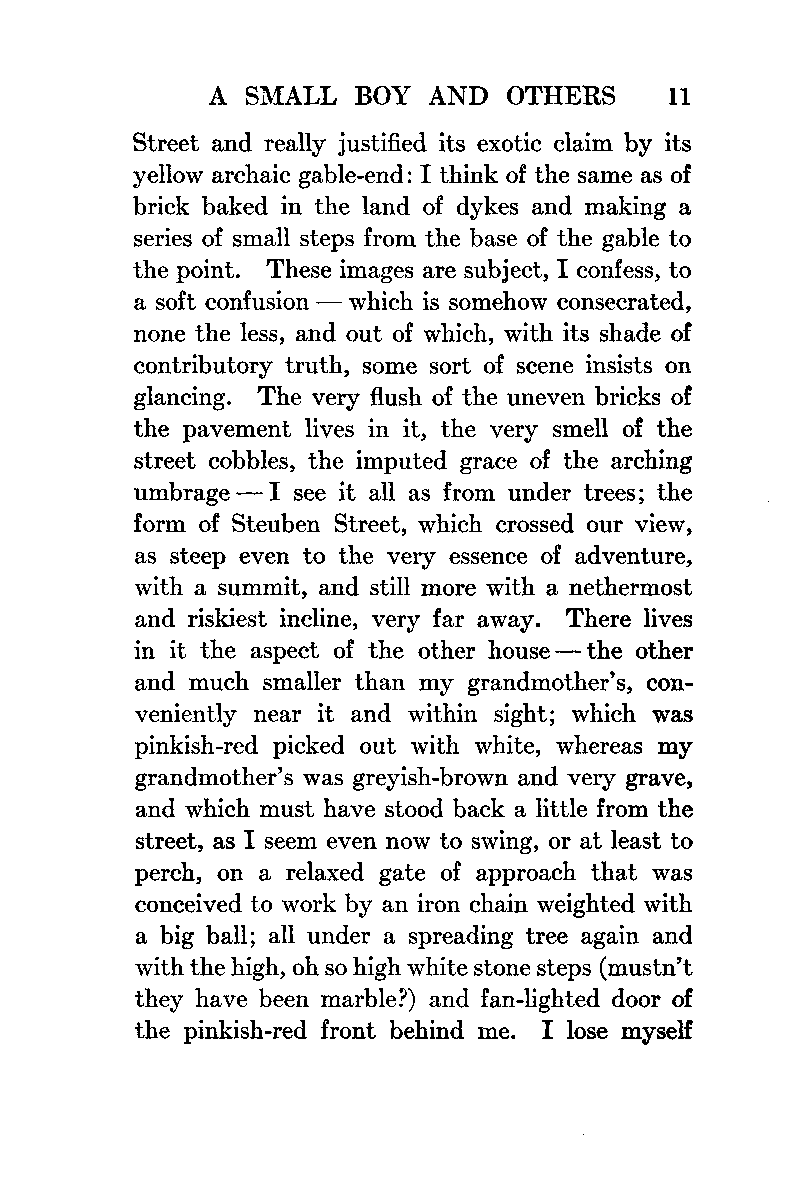 A SMALL BOY AND OTHERS 11
Street and really justified its exotic claim by its
yellow archaic gable-end: I think of the same as of
brick baked in the land of dykes and making a
series of small steps from the base of the gable to
the point. These images are subject, I confess, to
a soft confusion — which is somehow consecrated,
none the less, and out of which, with its shade of
contributory truth, some sort of scene insists on
glancing. The very flush of the uneven bricks of
the pavement lives in it, the very smell of the
street cobbles, the imputed grace of the arching
umbrage — I see it all as from under trees; the
form of Steuben Street, which crossed our view,
as steep even to the very essence of adventure,
with a summit, and still more with a nethermost
and riskiest incline, very far away. There lives
in it the aspect of the other house — the other
and much smaller than my grandmother's, con-
veniently near it and within sight; which was
pinkish-red picked out with white, whereas my
grandmother's was greyish-brown and very grave,
and which must have stood back a little from the
street, as I seem even now to swing, or at least to
perch, on a relaxed gate of approach that was
conceived to work by an iron chain weighted with
a big ball; all under a spreading tree again and
with the high, oh so high white stone steps (mustn't
they have been marble?) and fan-lighted door of
the pinkish-red front behind me. I lose myself